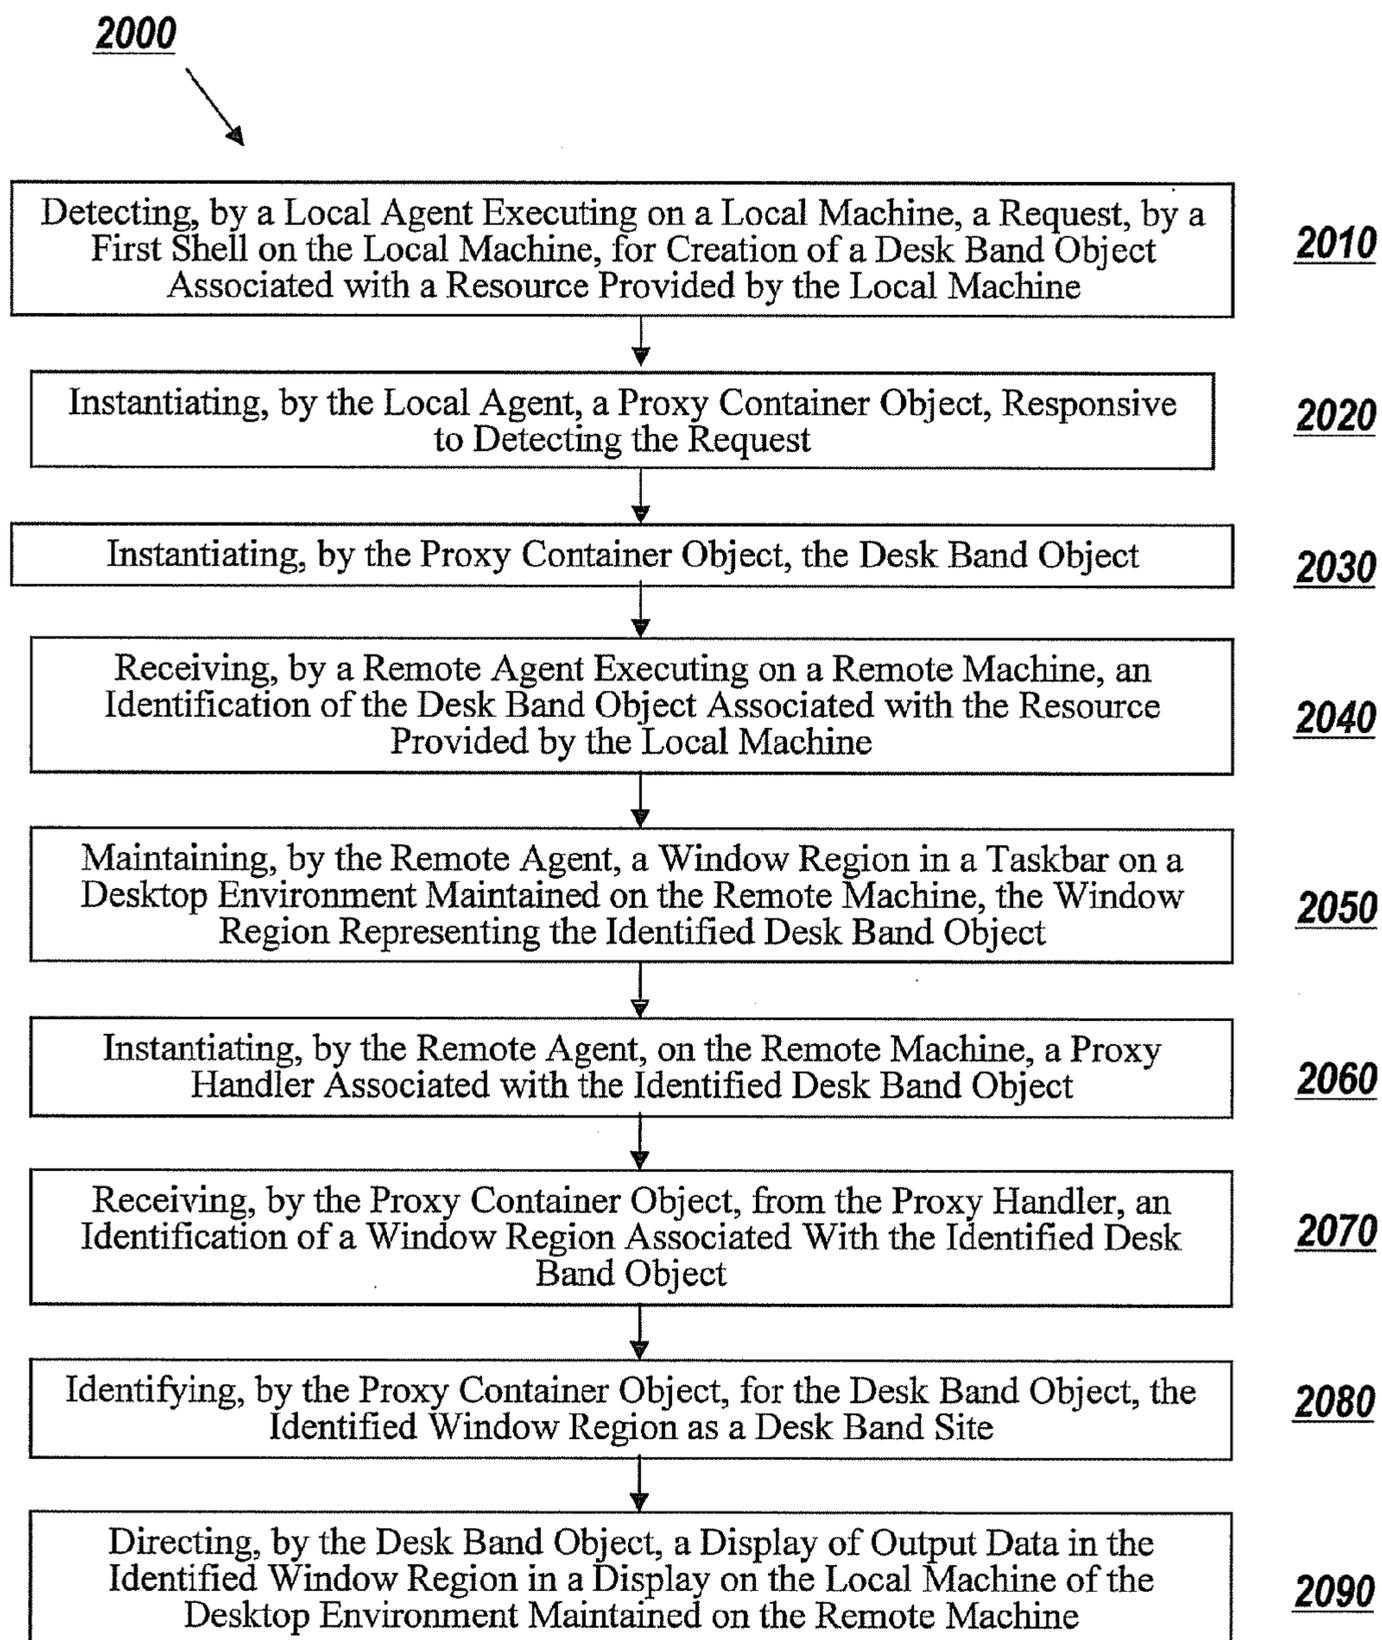 2000
Detecting, by a Local Agent Executing on a Local Machine, a Request, by a
First Shell on the Local Machine, for Creation of a Desk Band Object
Associated with a Resource Provided by the Local Machine
2010
Instantiating, by the Local Agent, a Proxy Container Object, Responsive
to Detecting the Request
2020
Instantiating, by the Proxy Container Object, the Desk Band Object
2030
Receiving, by a Remote Agent Executing on a Remote Machine, an
Identification of the Desk Band Object Associated with the Resource
Provided by the Local Machine
2040
Maintaining, by the Remote Agent, a Window Region in a Taskbar on a
Desktop Environment Maintained on the Remote Machine, the Window
Region Representing the Identified Desk Band Object
2050
Instantiating, by the Remote Agent, on the Remote Machine, a Proxy
Handler Associated with the Identified Desk Band Object
2060
Receiving, by the Proxy Container Object, from the Proxy Handler, an
Identification of a Window Region Associated With the Identified Desk
Band Object
2070
Identifying, by the Proxy Container Object, for the Desk Band Object, the
Identified Window Region as a Desk Band Site
2080
Directing, by the Desk Band Object, a Display of Output Data in the
Identified Window Region in a Display on the Local Machine of the
Desktop Environment Maintained on the Remote Machine
2090